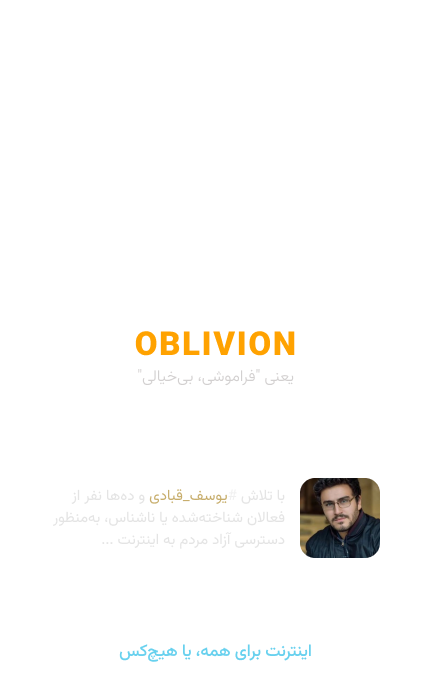 OBLIVION
یعنی "فراموشی، بی‌خیالی"
با تلاش #یوسف_قبادی و ده‌ها نفر از
فعالان شناخته‌شده یا ناشناس، به‌منظور
دسترسی آزاد مردم به اینترنت ...
اینترنت برای همه، یا هیچ‌کس